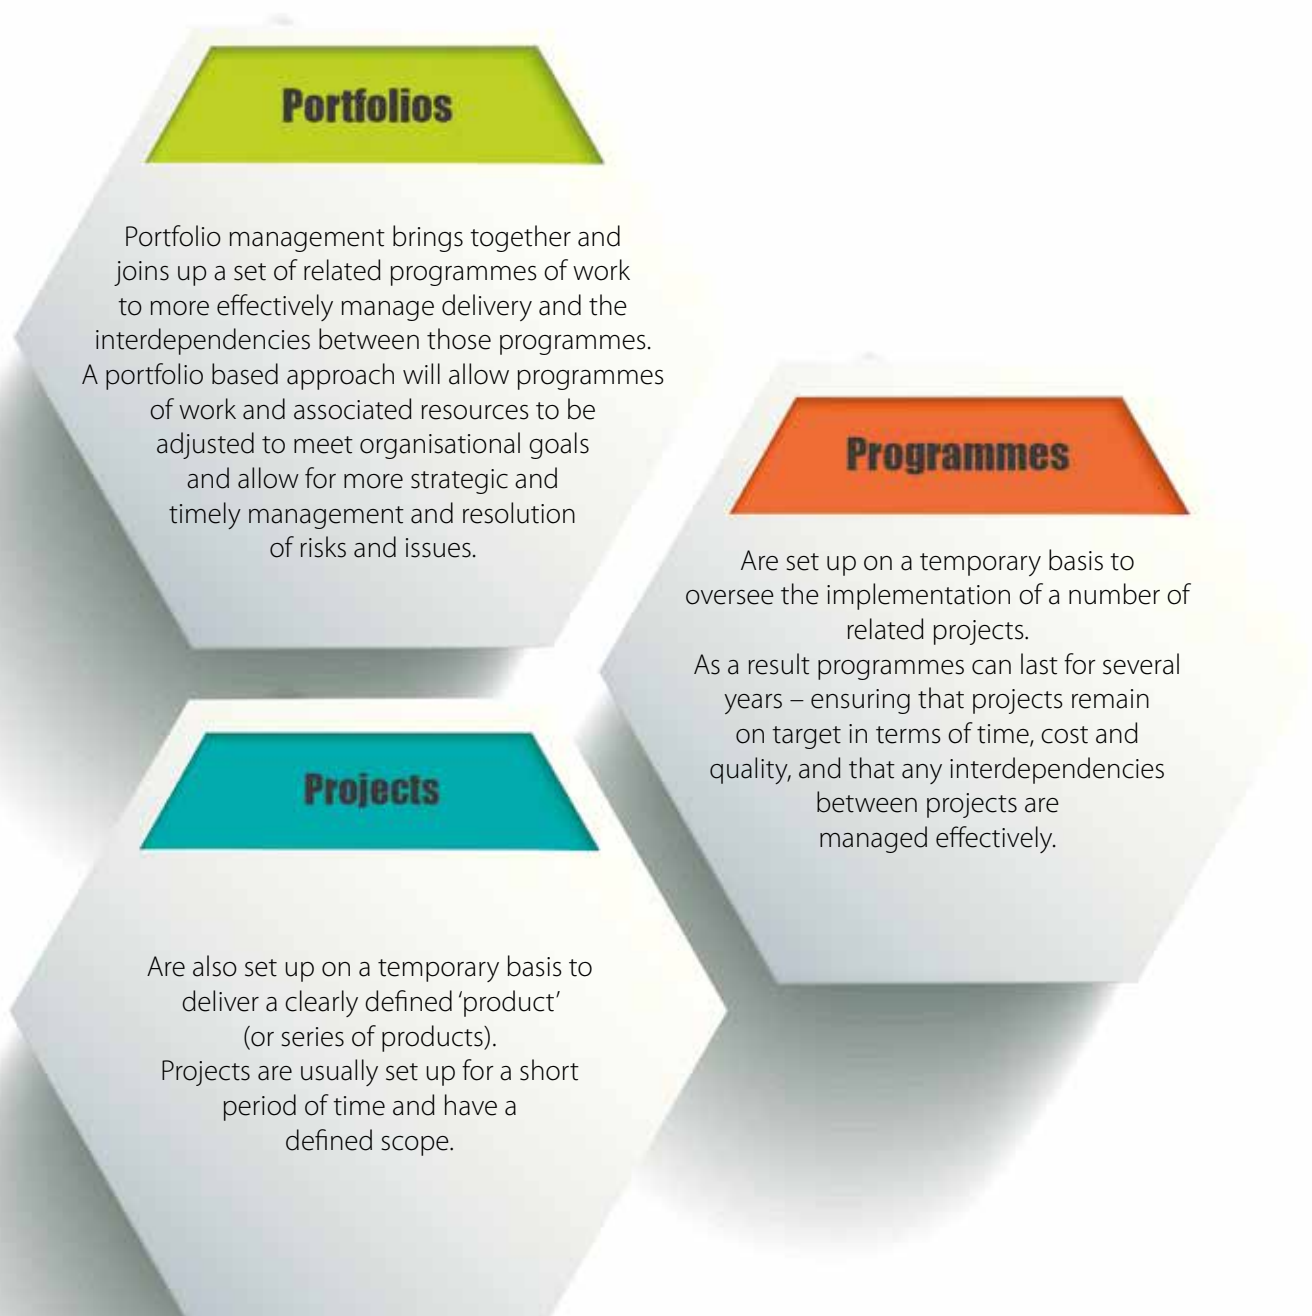 Portfolios
Portfolio management brings together and
joins up a set of related programmes of work
to more effectively manage delivery and the
interdependencies between those programmes.
A portfolio based approach will allow programmes
of work and associated resources to be
adjusted to meet organisational goals
and allow for more strategic and
timely management and resolution
of risks and issues.
Programmes
Are set up on a temporary basis to
oversee the implementation of a number of
related projects.
As a result programmes can last for several
years – ensuring that projects remain
on target in terms of time, cost and
quality, and that any interdependencies
between projects are
managed effectively.
Projects
Are also set up on a temporary basis to
deliver a clearly defined ‘product’
(or series of products).
Projects are usually set up for a short
period of time and have a
defined scope.